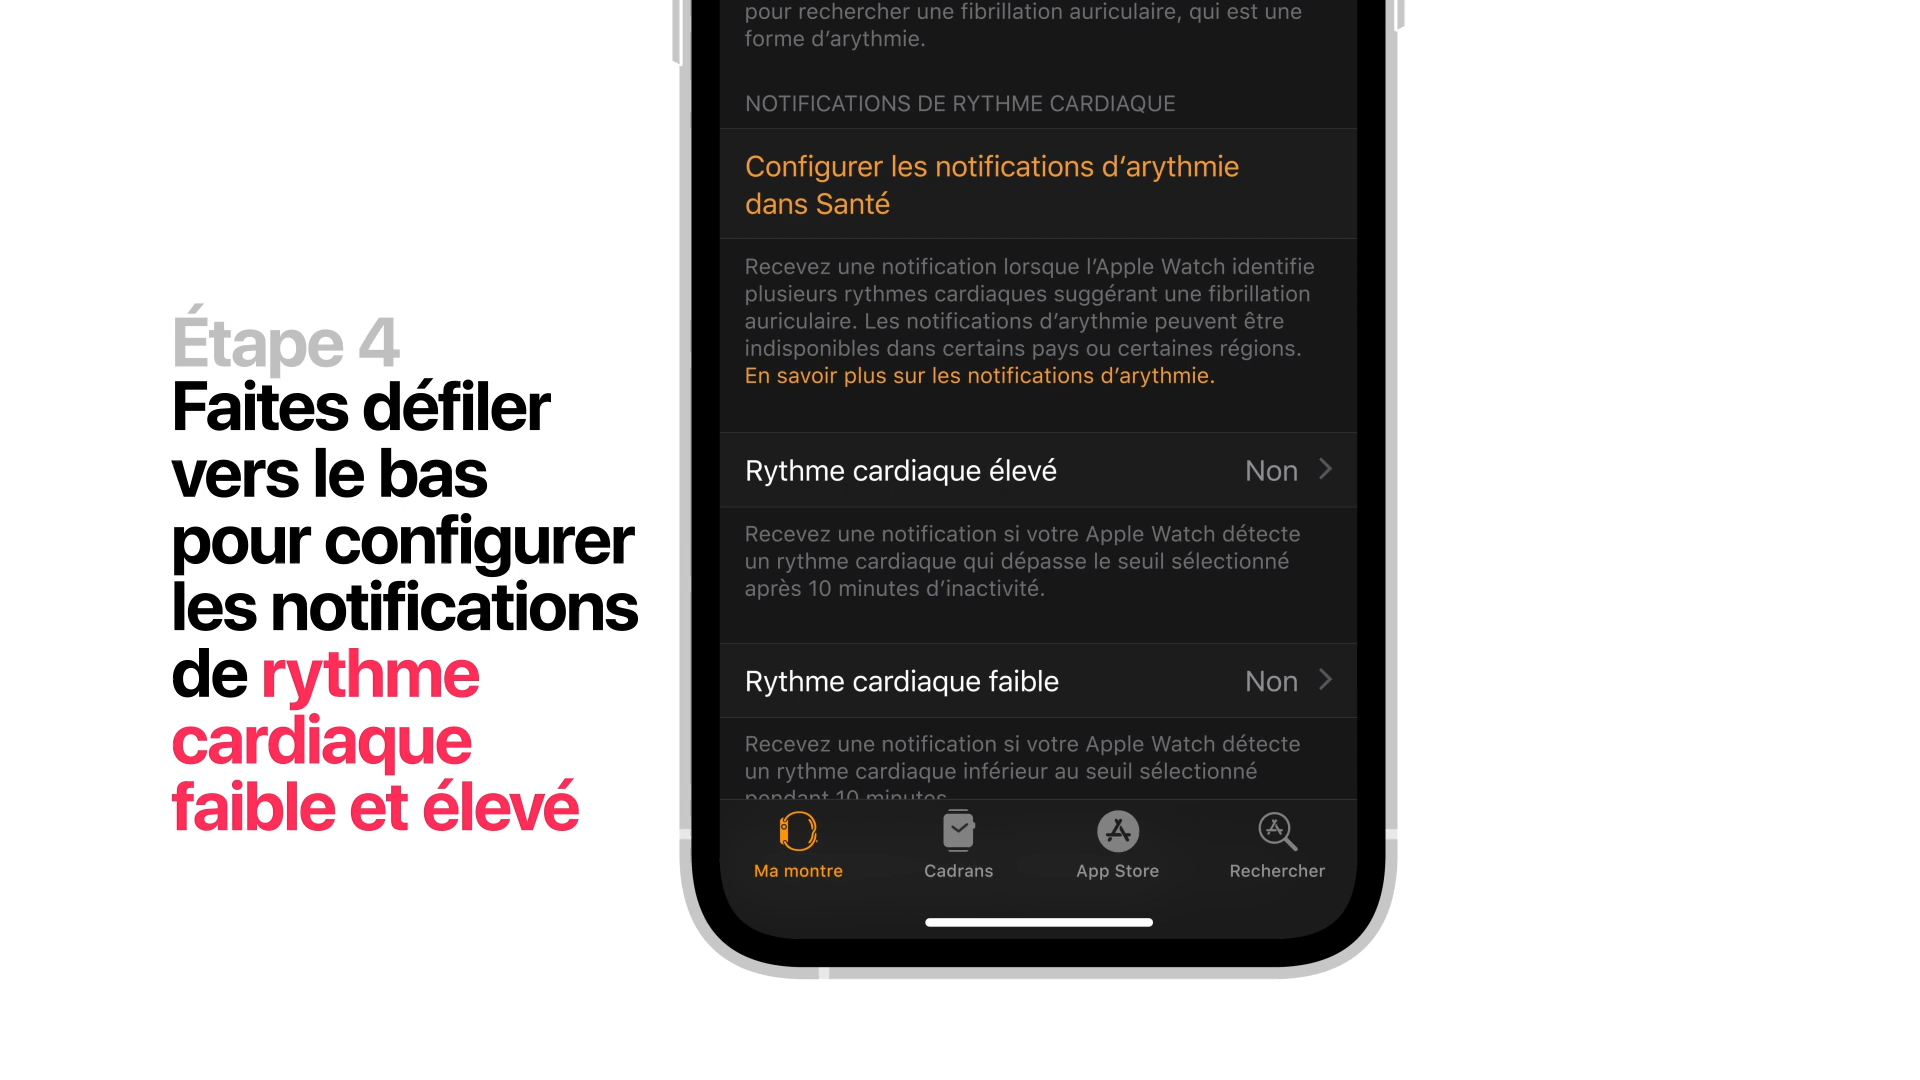 Étape 4
Faites défiler
vers le bas
pour configurer
les notifications
de rythme
cardiaque
faible et élevé
pour rechercher une fibrillation auriculaire, qui est une
forme d’arythmie.
NOTIFICATIONS DE RYTHME CARDIAQUE
Configurer les notifications d‘arythmie
dans Santé
Recevez une notification lorsque l’Apple Watch identifie
plusieurs rythmes cardiaques suggérant une fibrillation
auriculaire. Les notifications d’arythmie peuvent être
indisponibles dans certains pays ou certaines régions.
En savoir plus sur les notifications d’arythmie.
Rythme cardiaque élevé Non
Recevez une notification si votre Apple Watch détecte
un rythme cardiaque qui dépasse le seuil sélectionné
après 10 minutes d’inactivité.
Rythme cardiaque faible Non
Recevez une notification si votre Apple Watch détecte
un rythme cardiaque inférieur au seuil sélectionné
pendant 10 minutes
Ma montre Cadrans App Store Rechercher